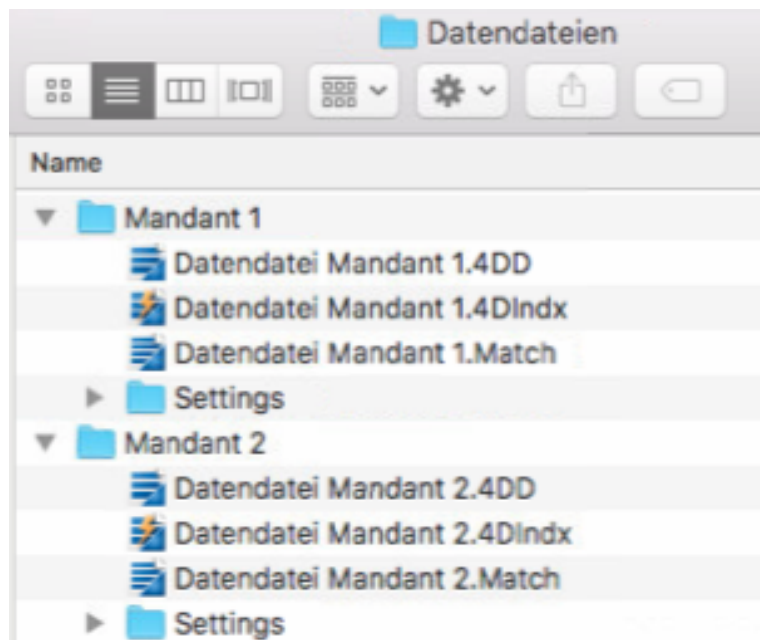 Datendateien
Name
Mandant 1
Datendatei Mandant 1.4DD
Datendatei Mandant 1.4DIndx
Datendatei Mandant 1.Match
Settings
Mandant 2
Datendatei Mandant 2.4DD
Datendatei Mandant 2.4DIndx
Datendatei Mandant 2.Match
Settings